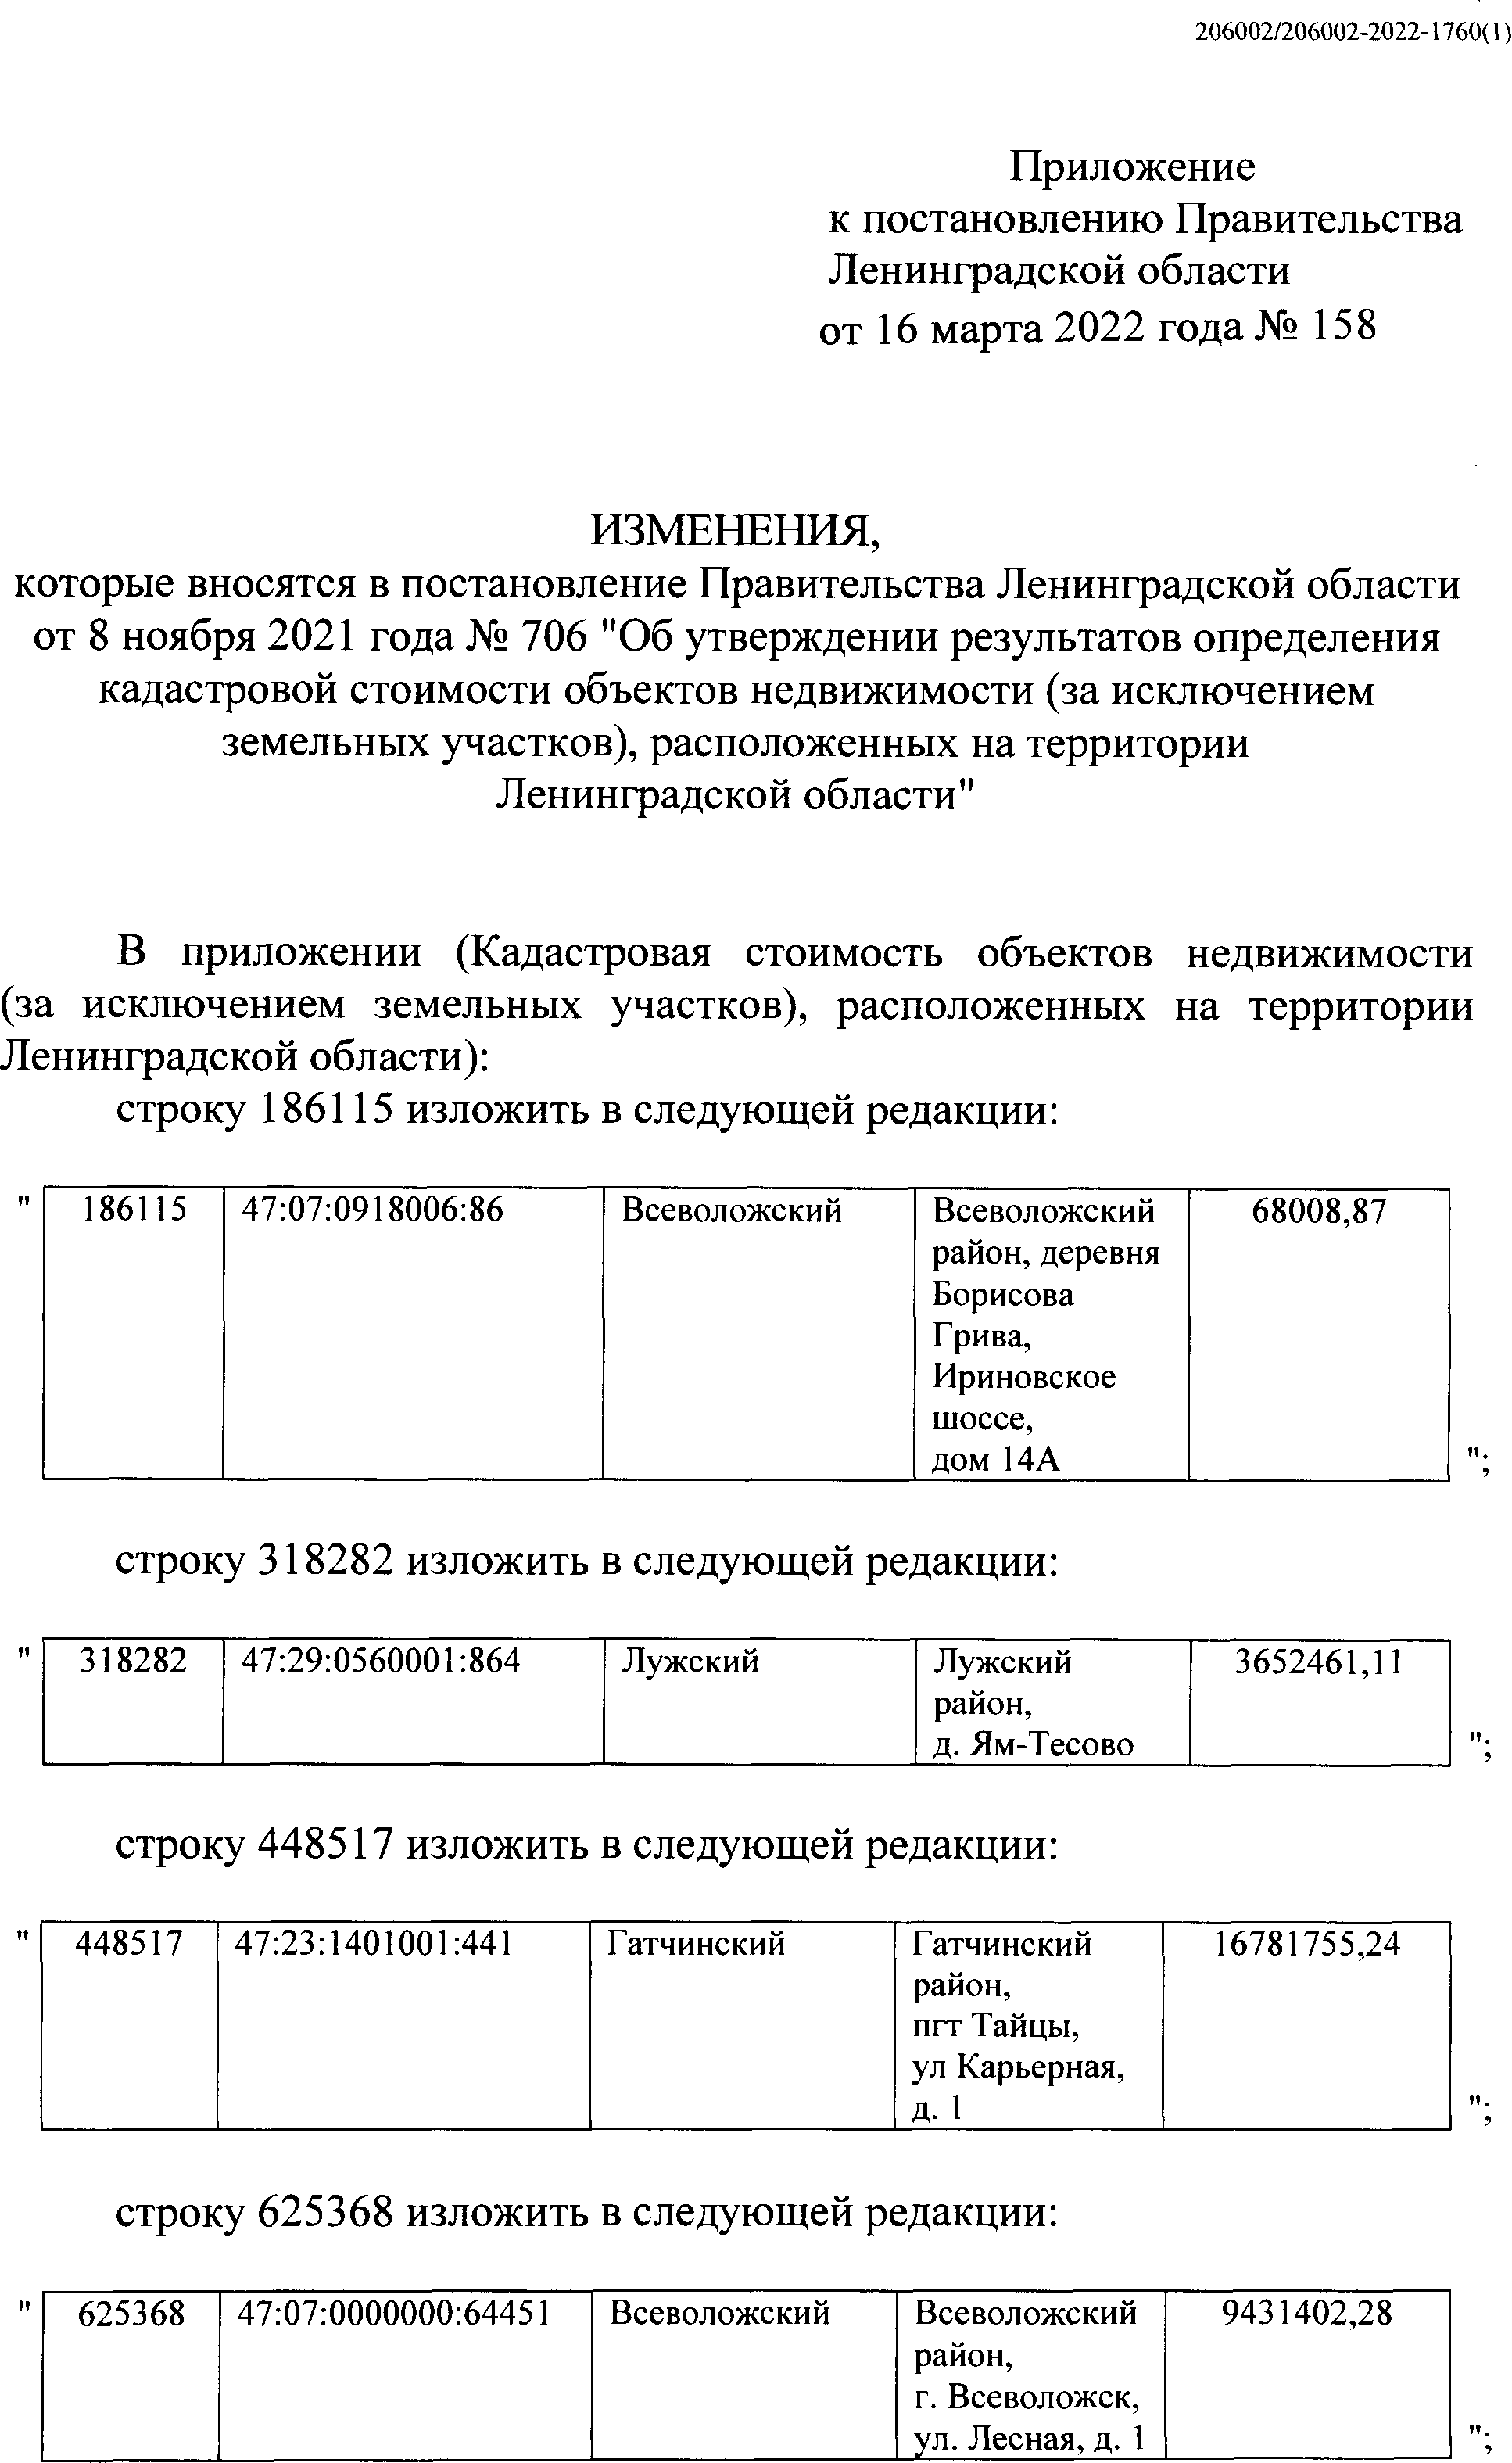 206002/206002-2022-1760(1)
Приложение
к постановлению Правительства
Ленинградской области
от 16 марта 2022 года № 158
ИЗМЕНЕНИЯ,
которые вносятся в постановление Правительства Ленинградской области
от 8 ноября 2021 года № 706 "Об утверждении результатов определения
кадастровой стоимости объектов недвижимости (за исключением
земельных участков), расположенных на территории
Ленинградской области"
В приложении (Кадастровая стоимость объектов недвижимости
(за исключением земельных участков), расположенных на территории
Ленинградской области):
строку 186115 изложить в следующей редакции:
" 186115 47:07:0918006:86 Всеволожский Всеволожский 68008,87
район, деревня
Борисова
Грива,
Ириновское
шоссе,
дом 14А ";
строку 318282 изложить в следующей редакции:
" 318282 47:29:0560001:864 Лужский Лужский 3652461,11
район,
д. Ям-Тесово ";
строку 448517 изложить в следующей редакции:
" 448517 47:23:1401001:441 Гатчинский Гатчинский 16781755,24
район,
пгт Тайцы,
ул Карьерная,
д. 1 ";
строку 625368 изложить в следующей редакции:
" 625368 47:07:0000000:64451 Всеволожский Всеволожский 9431402,28
район,
г. Всеволожск,
ул. Лесная, д. 1 ";